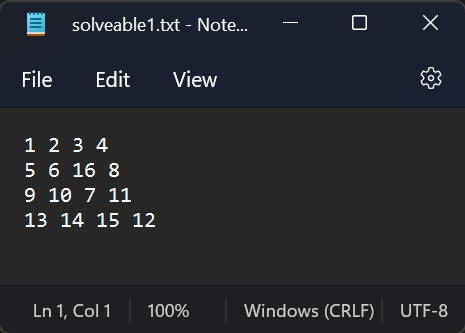 solveable1.txt - Note...
File Edit View
1 2 3 4
5 6 16 8
9 10 7 11
13 14 15 12
Ln 1, Col 1 100% Windows (CRLF) UTF-8